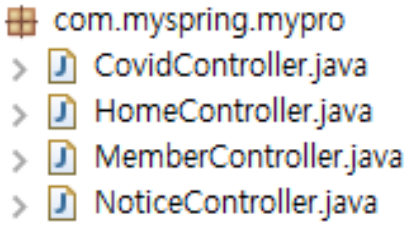 com.myspring.mypro
CovidController.java
HomeController.java
MemberController.java
NoticeController.java